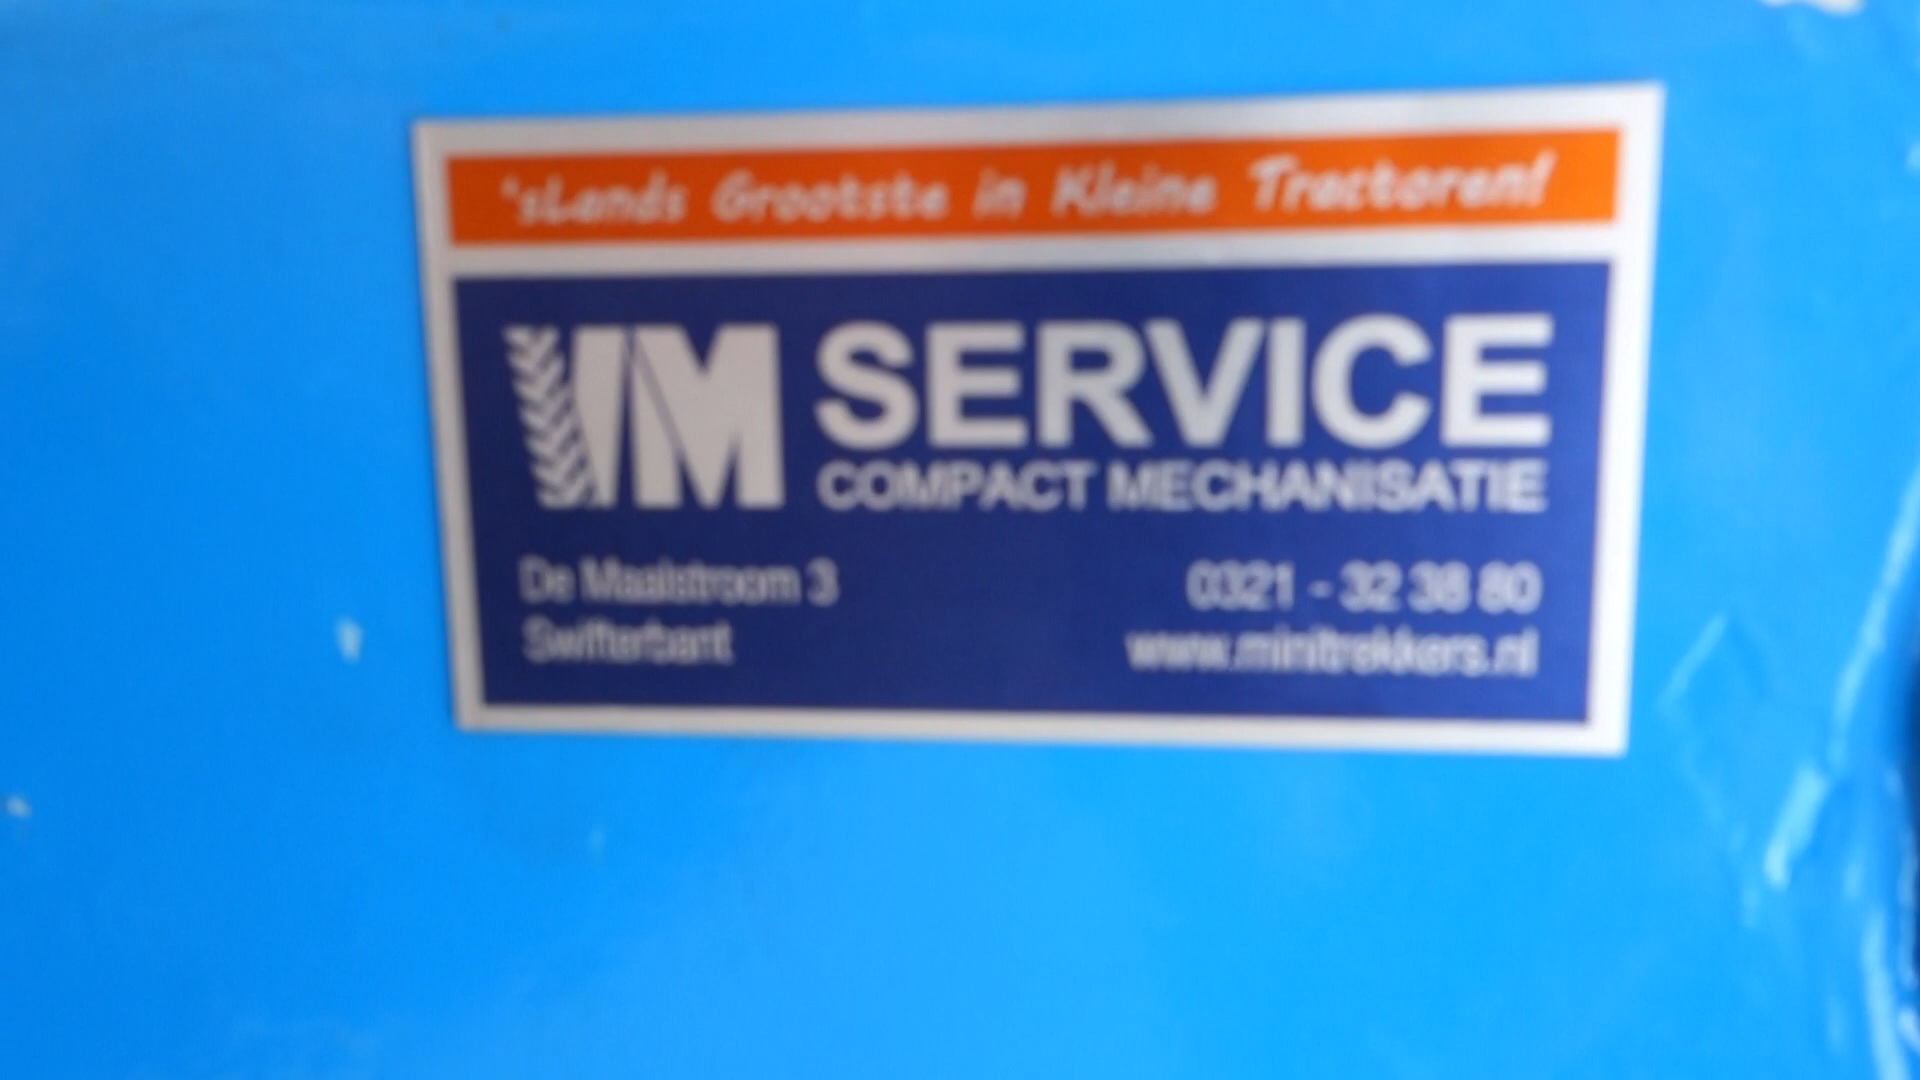 'sLands Grootste in Kleine Tractoren!
VM SERVICE
COMPACT MECHANISATIE
De Maalstroom 3
Swifterbant
0321 - 32 38 80
www.minitrekkers.nl